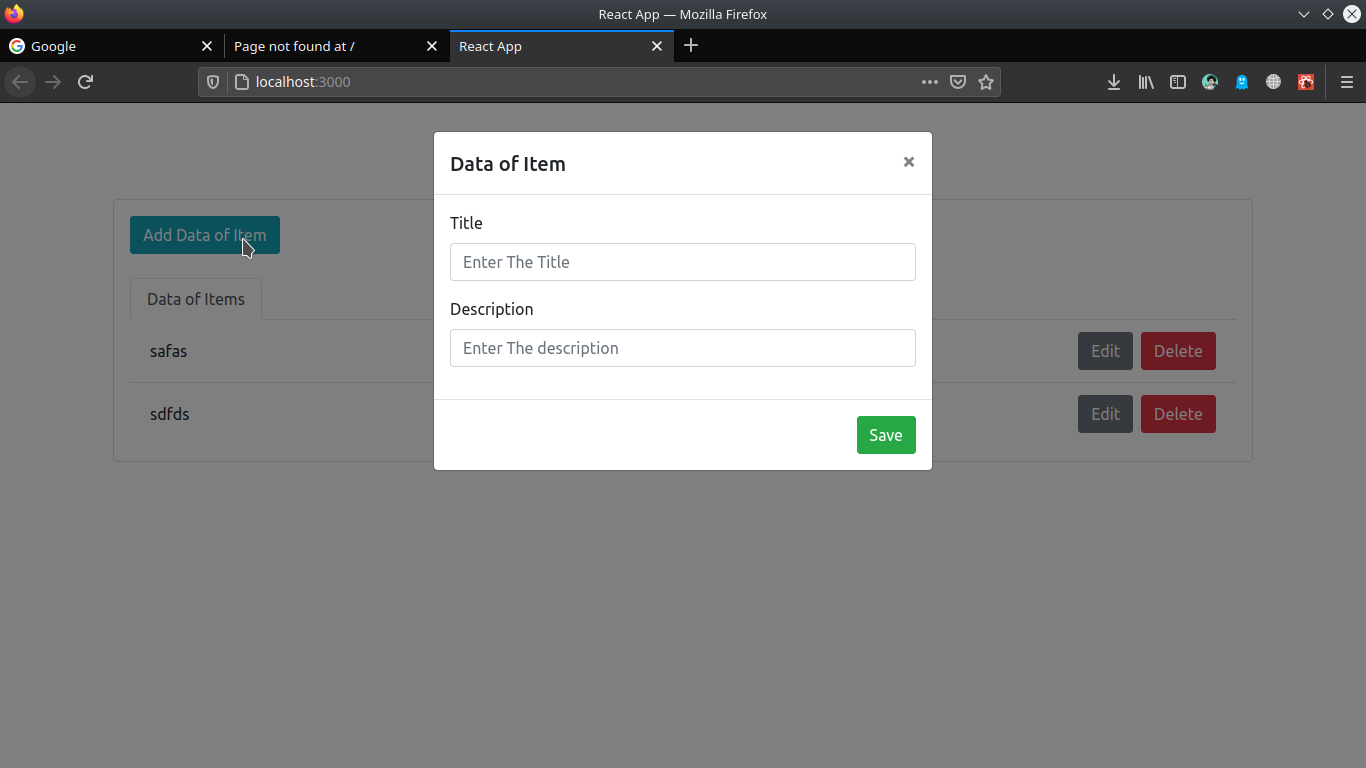 React App — Mozilla Firefox
Google
Page not found at /
React App
localhost:3000
Data of Item
×
Title
Enter The Title
Description
Enter The description
Save
Add Data of Item
Data of Items
safas Edit Delete
sdfds Edit Delete